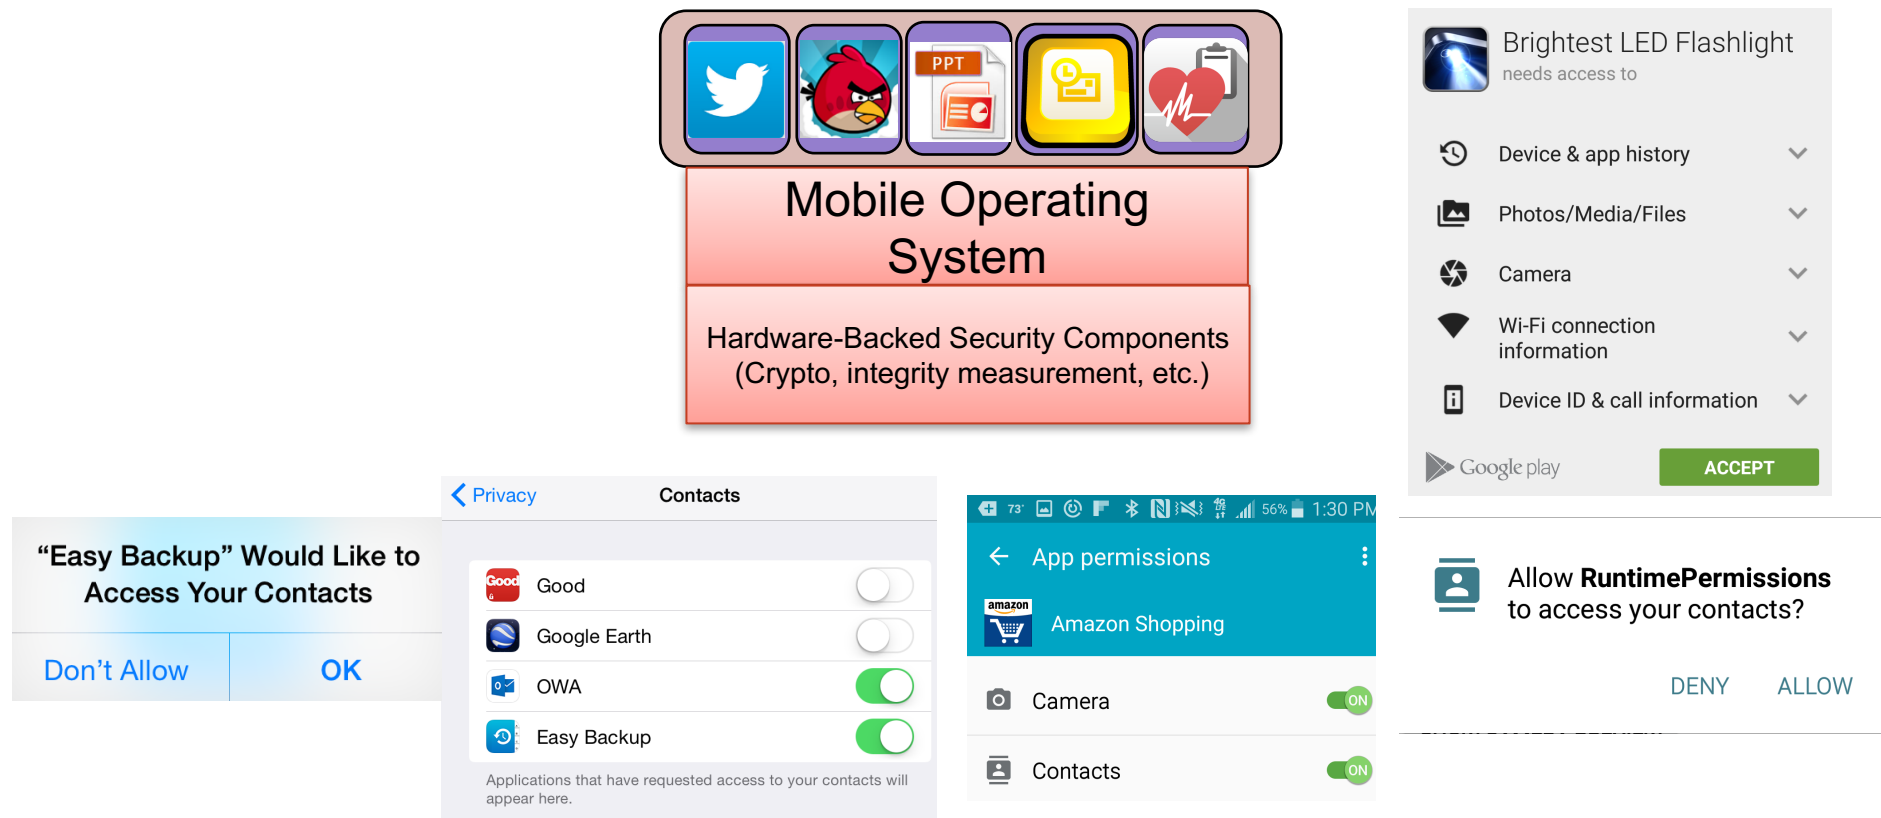 PPT
Mobile Operating
System
Hardware-Backed Security Components
(Crypto, integrity measurement, etc.)
Brightest LED Flashlight
needs access to
Device & app history
Photos/Media/Files
Camera
Wi-Fi connection
information
Device ID & call information
Google play
ACCEPT
“Easy Backup” Would Like to
Access Your Contacts
Don’t Allow
OK
Privacy
Contacts
Good
Good
Google Earth
OWA
Easy Backup
Applications that have requested access to your contacts will
appear here.
73°
4G
LTE
56%
1:30 PM
App permissions
amazon
Amazon Shopping
Camera
ON
Contacts
ON
Allow RuntimePermissions
to access your contacts?
DENY
ALLOW